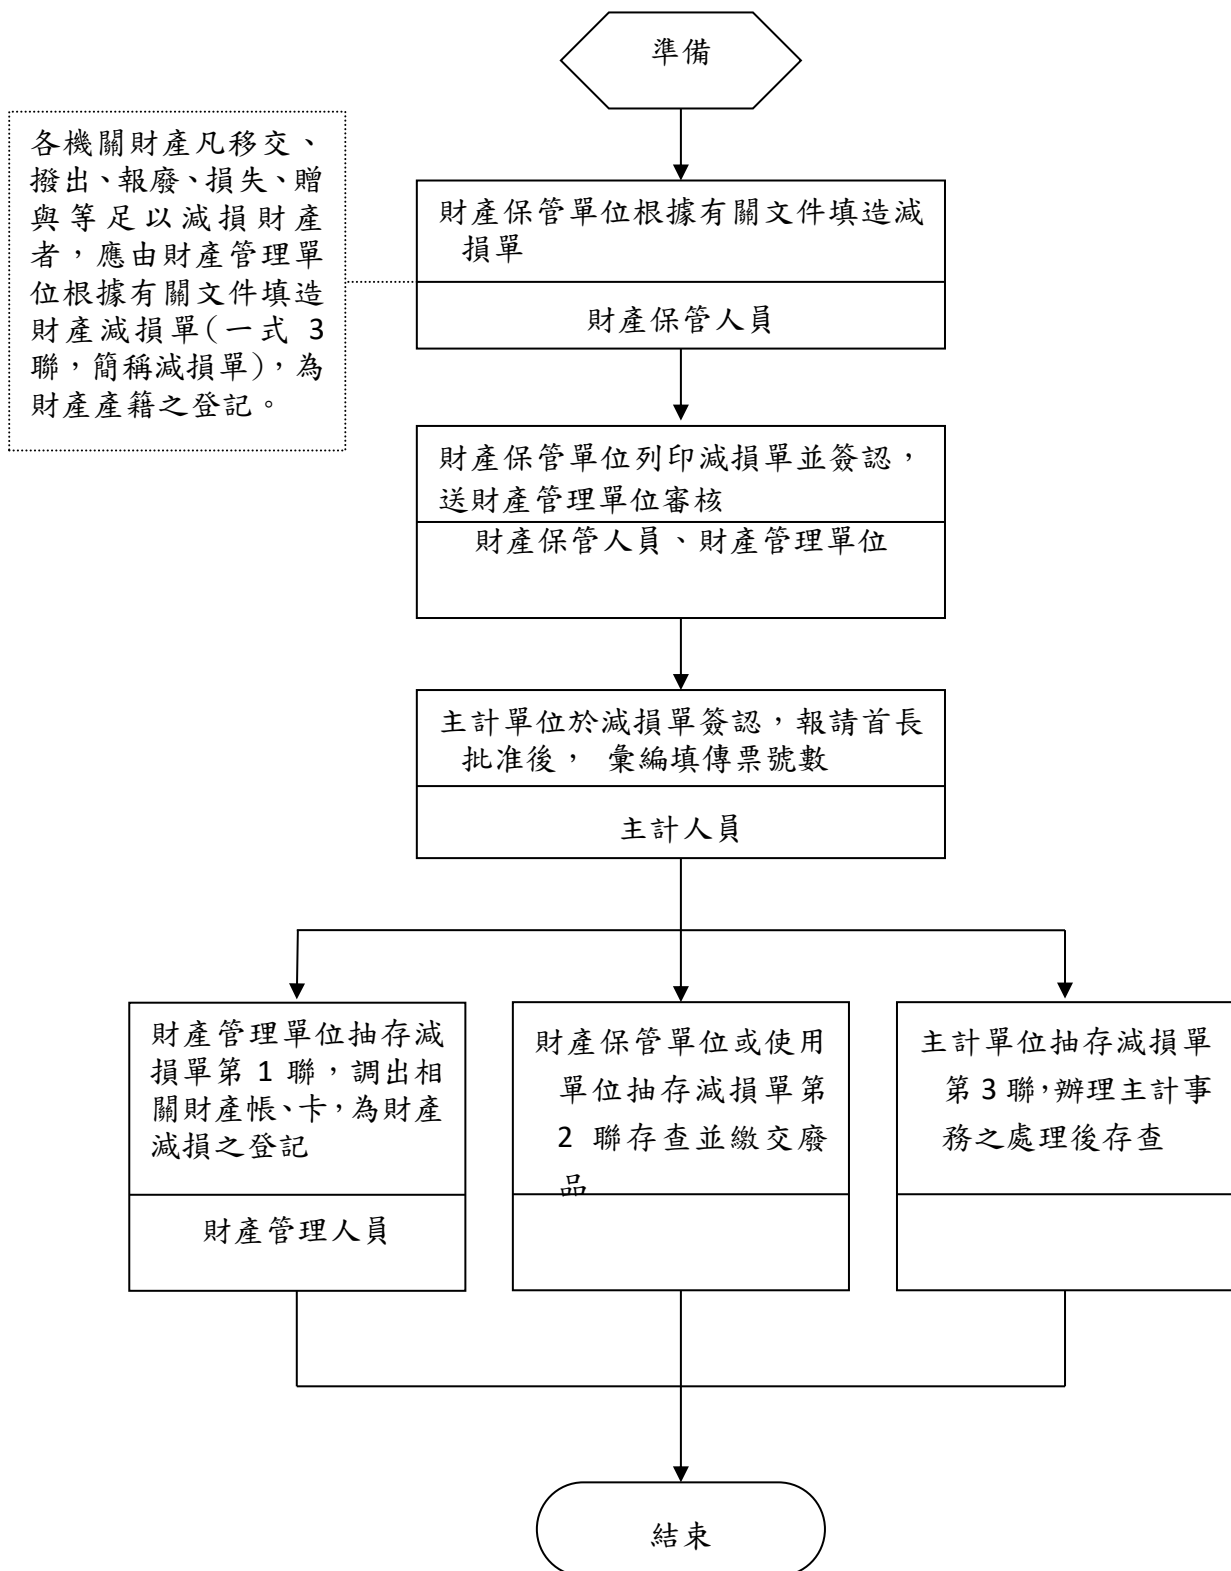 準備
各機關財產凡移交、
撥出、報廢、損失、贈
與等足以減損財產
者，應由財產管理單
位根據有關文件填造
財產減損單(一式 3
聯，簡稱減損單)，為
財產產籍之登記。
財產保管單位根據有關文件填造減
損單
財產保管人員
財產保管單位列印減損單並簽認，
送財產管理單位審核
財產保管人員、財產管理單位
主計單位於減損單簽認，報請首長
批准後， 彙編填傳票號數
主計人員
財產管理單位抽存減
損單第 1 聯，調出相
關財產帳、卡，為財產
減損之登記
財產管理人員
財產保管單位或使用
單位抽存減損單第
2 聯存查並繳交廢
品
主計單位抽存減損單
第 3 聯，辦理主計事
務之處理後存查
結束